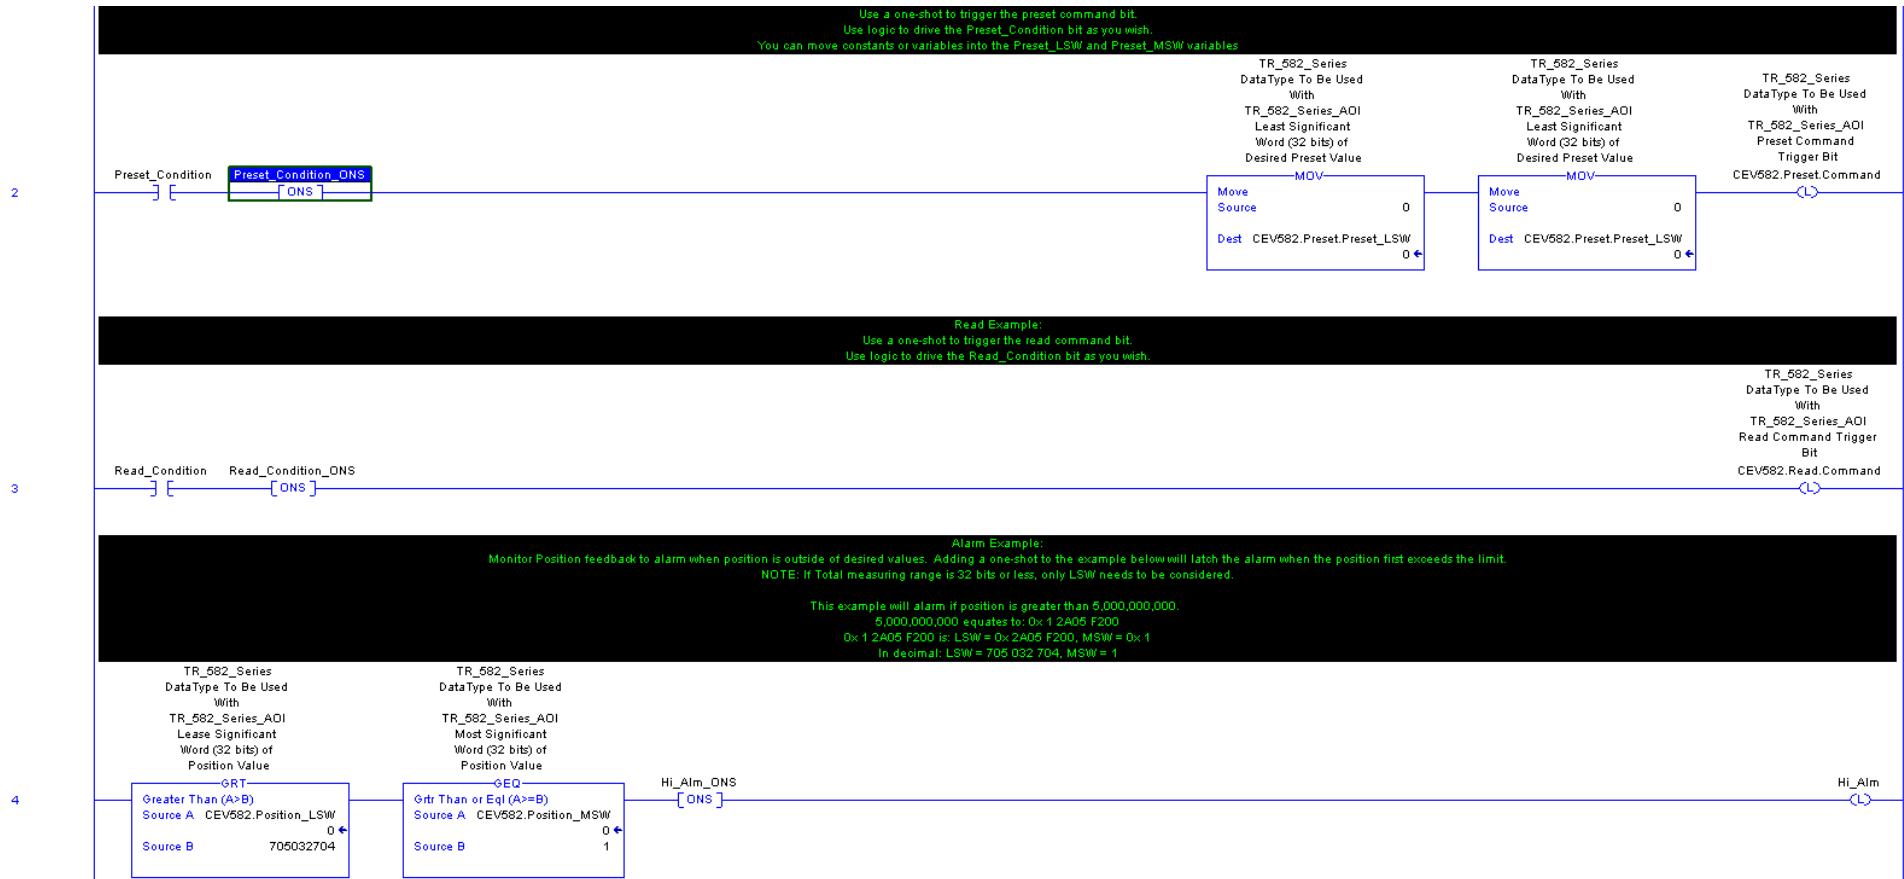 Use a one-shot to trigger the preset command bit.
Use logic to drive the Preset_Condition bit as you wish.
You can move constants or variables into the Preset_LSW and Preset_MSW variables
TR_582_Series
DataType To Be Used
With
TR_582_Series_AOI
Least Significant
Word (32 bits) of
Desired Preset Value
TR_582_Series
DataType To Be Used
With
TR_582_Series_AOI
Least Significant
Word (32 bits) of
Desired Preset Value
TR_582_Series
DataType To Be Used
With
TR_582_Series_AOI
Preset Command
Trigger Bit
CEV582.Preset.Command
2
Preset_Condition
Preset_Condition_ONS
ONS
MOV
Move
Source 0
Dest CEV582.Preset.Preset_LSW
0
MOV
Move
Source 0
Dest CEV582.Preset.Preset_LSW
0
L
Read Example:
Use a one-shot to trigger the read command bit.
Use logic to drive the Read_Condition bit as you wish.
TR_582_Series
DataType To Be Used
With
TR_582_Series_AOI
Read Command Trigger
Bit
CEV582.Read.Command
3
Read_Condition
Read_Condition_ONS
ONS
L
Alarm Example:
Monitor Position feedback to alarm when position is outside of desired values. Adding a one-shot to the example below will latch the alarm when the position first exceeds the limit.
NOTE: If Total measuring range is 32 bits or less, only LSW needs to be considered.
This example will alarm if position is greater than 5,000,000,000.
5,000,000,000 equates to: 0x 1 2A05 F200
0x 1 2A05 F200 is: LSW = 0x 2A05 F200, MSW = 0x 1
In decimal: LSW = 705 032 704, MSW = 1
TR_582_Series
DataType To Be Used
With
TR_582_Series_AOI
Lease Significant
Word (32 bits) of
Position Value
TR_582_Series
DataType To Be Used
With
TR_582_Series_AOI
Most Significant
Word (32 bits) of
Position Value
4
GRT
Greater Than (A>B)
Source A CEV582.Position_LSW
0
Source B 705032704
GEQ
Grtr Than or Eql (A>=B)
Source A CEV582.Position_MSW
0
Source B 1
Hi_Alm_ONS
ONS
Hi_Alm
L